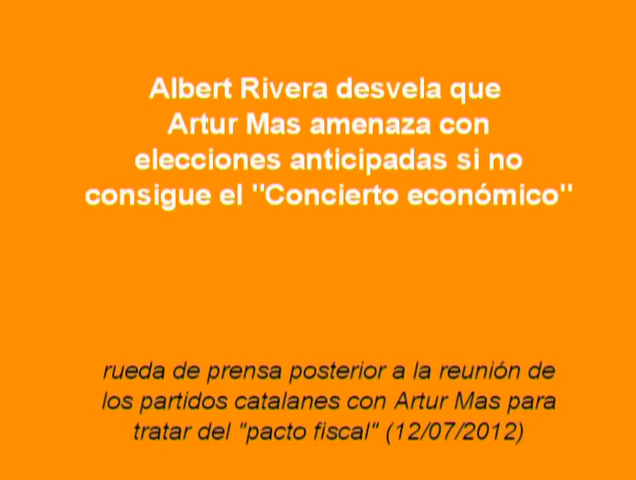 Albert Rivera desvela que
Artur Mas amenaza con
elecciones anticipadas si no
consigue el "Concierto económico"
rueda de prensa posterior a la reunión de
los partidos catalanes con Artur Mas para
tratar del "pacto fiscal" (12/07/2012)